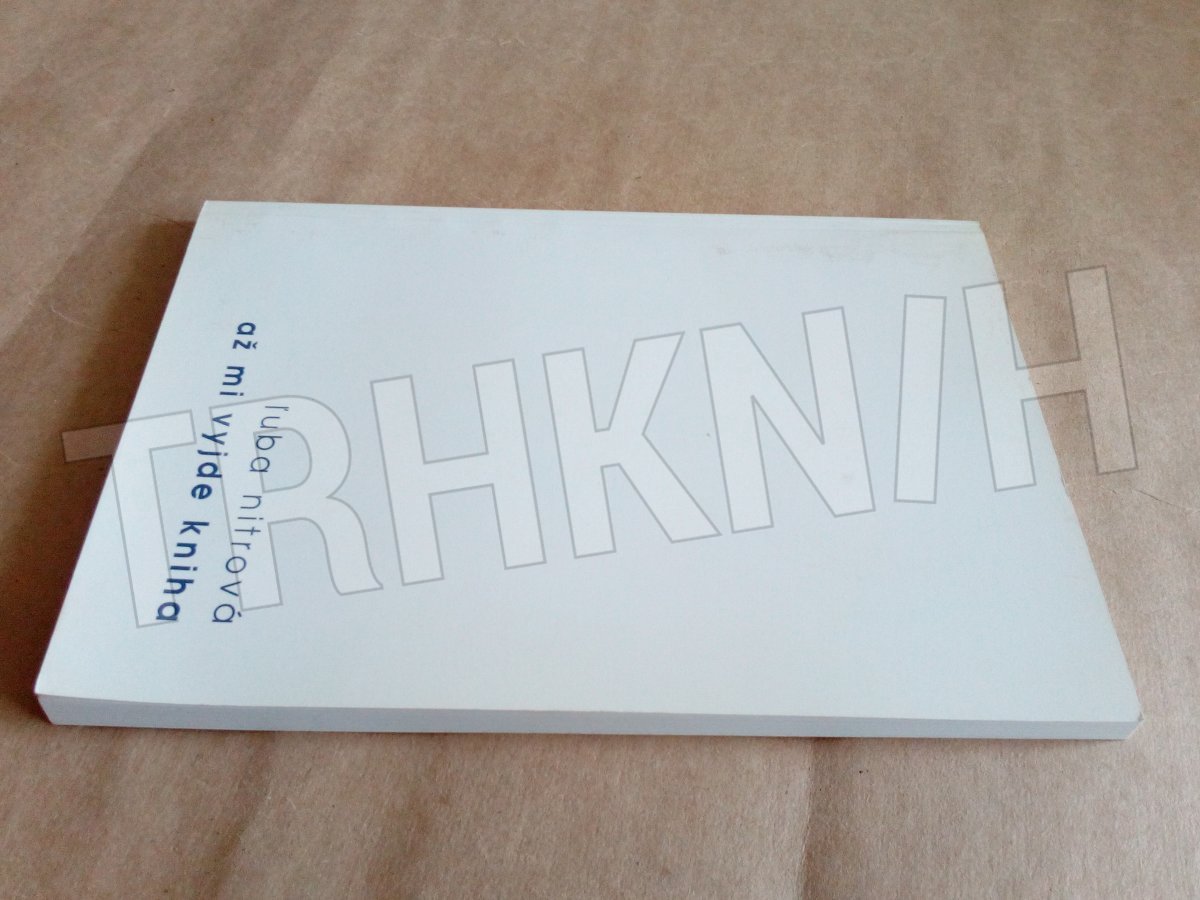 až mi vyjde kniha
ľuba nitrová
TRHKNIH